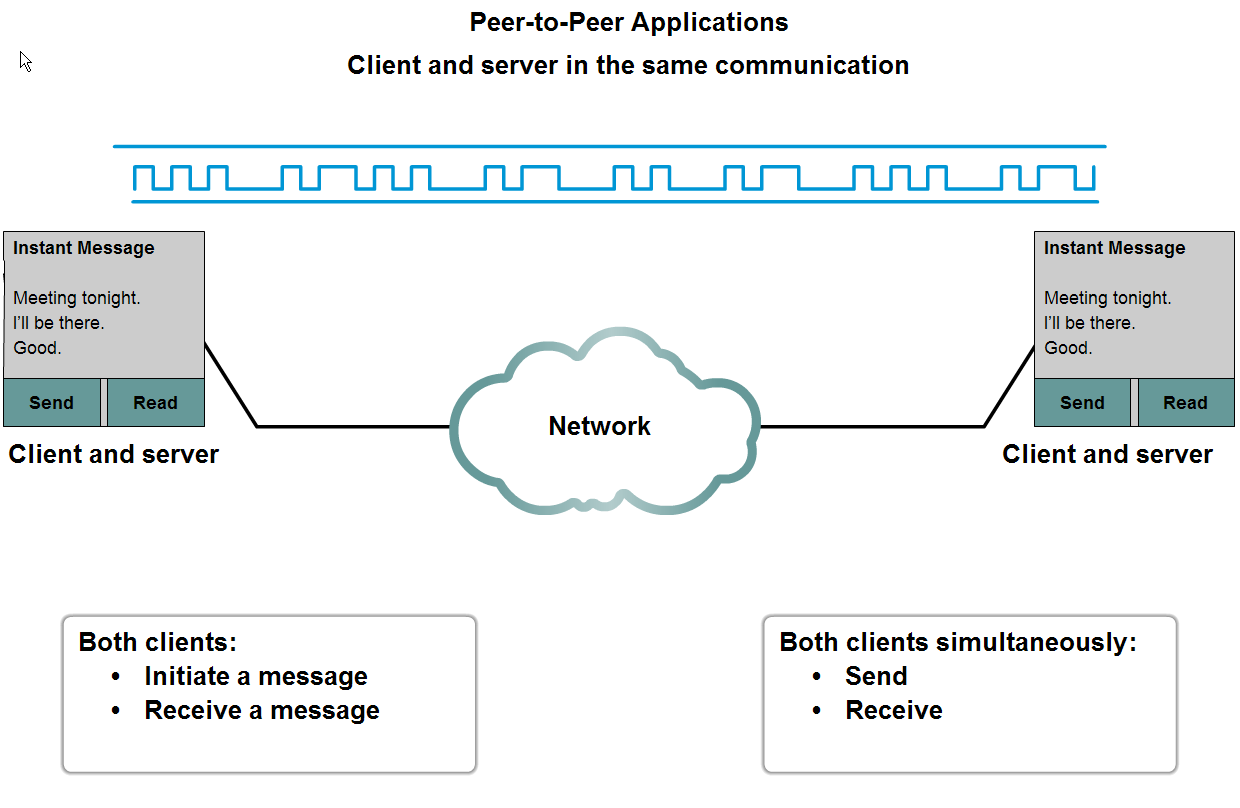 Peer-to-Peer Applications
Client and server in the same communication
Instant Message
Meeting tonight.
I’ll be there.
Good.
Send Read
Client and server
Network
Instant Message
Meeting tonight.
I’ll be there.
Good.
Send Read
Client and server
Both clients:
• Initiate a message
• Receive a message
Both clients simultaneously:
• Send
• Receive